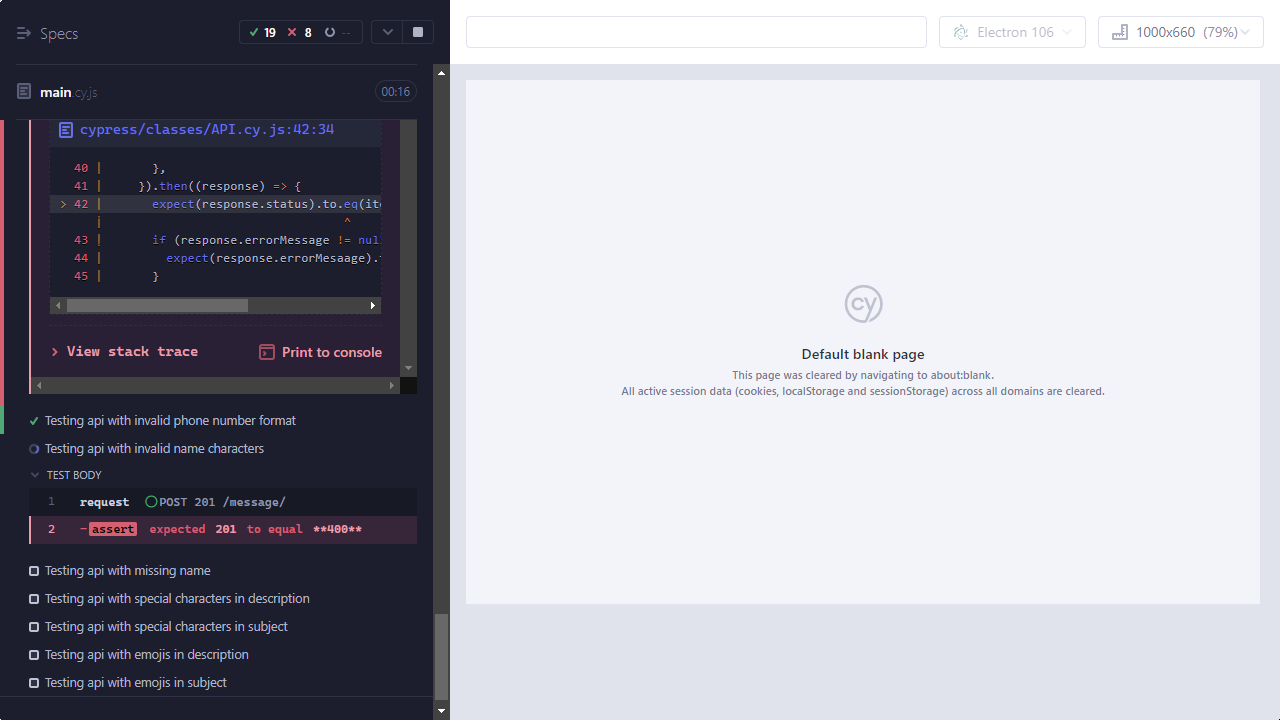 Specs
19 8 --
Electron 106
1000x660 (79%)
main.cy.js
00:16
cypress/classes/API.cy.js:42:34
40 | },
41 | }).then((response) => {
> 42 | expect(response.status).to.eq(ite
| ^
43 | if (response.errorMessage != nul
44 | expect(response.errorMesaage).
45 | }
View stack trace
Print to console
Testing api with invalid phone number format
Testing api with invalid name characters
TEST BODY
1 request POST 201 /message/
2 -assert expected 201 to equal **400**
Testing api with missing name
Testing api with special characters in description
Testing api with special characters in subject
Testing api with emojis in description
Testing api with emojis in subject
cy
Default blank page
This page was cleared by navigating to about:blank.
All active session data (cookies, localStorage and sessionStorage) across all domains are cleared.